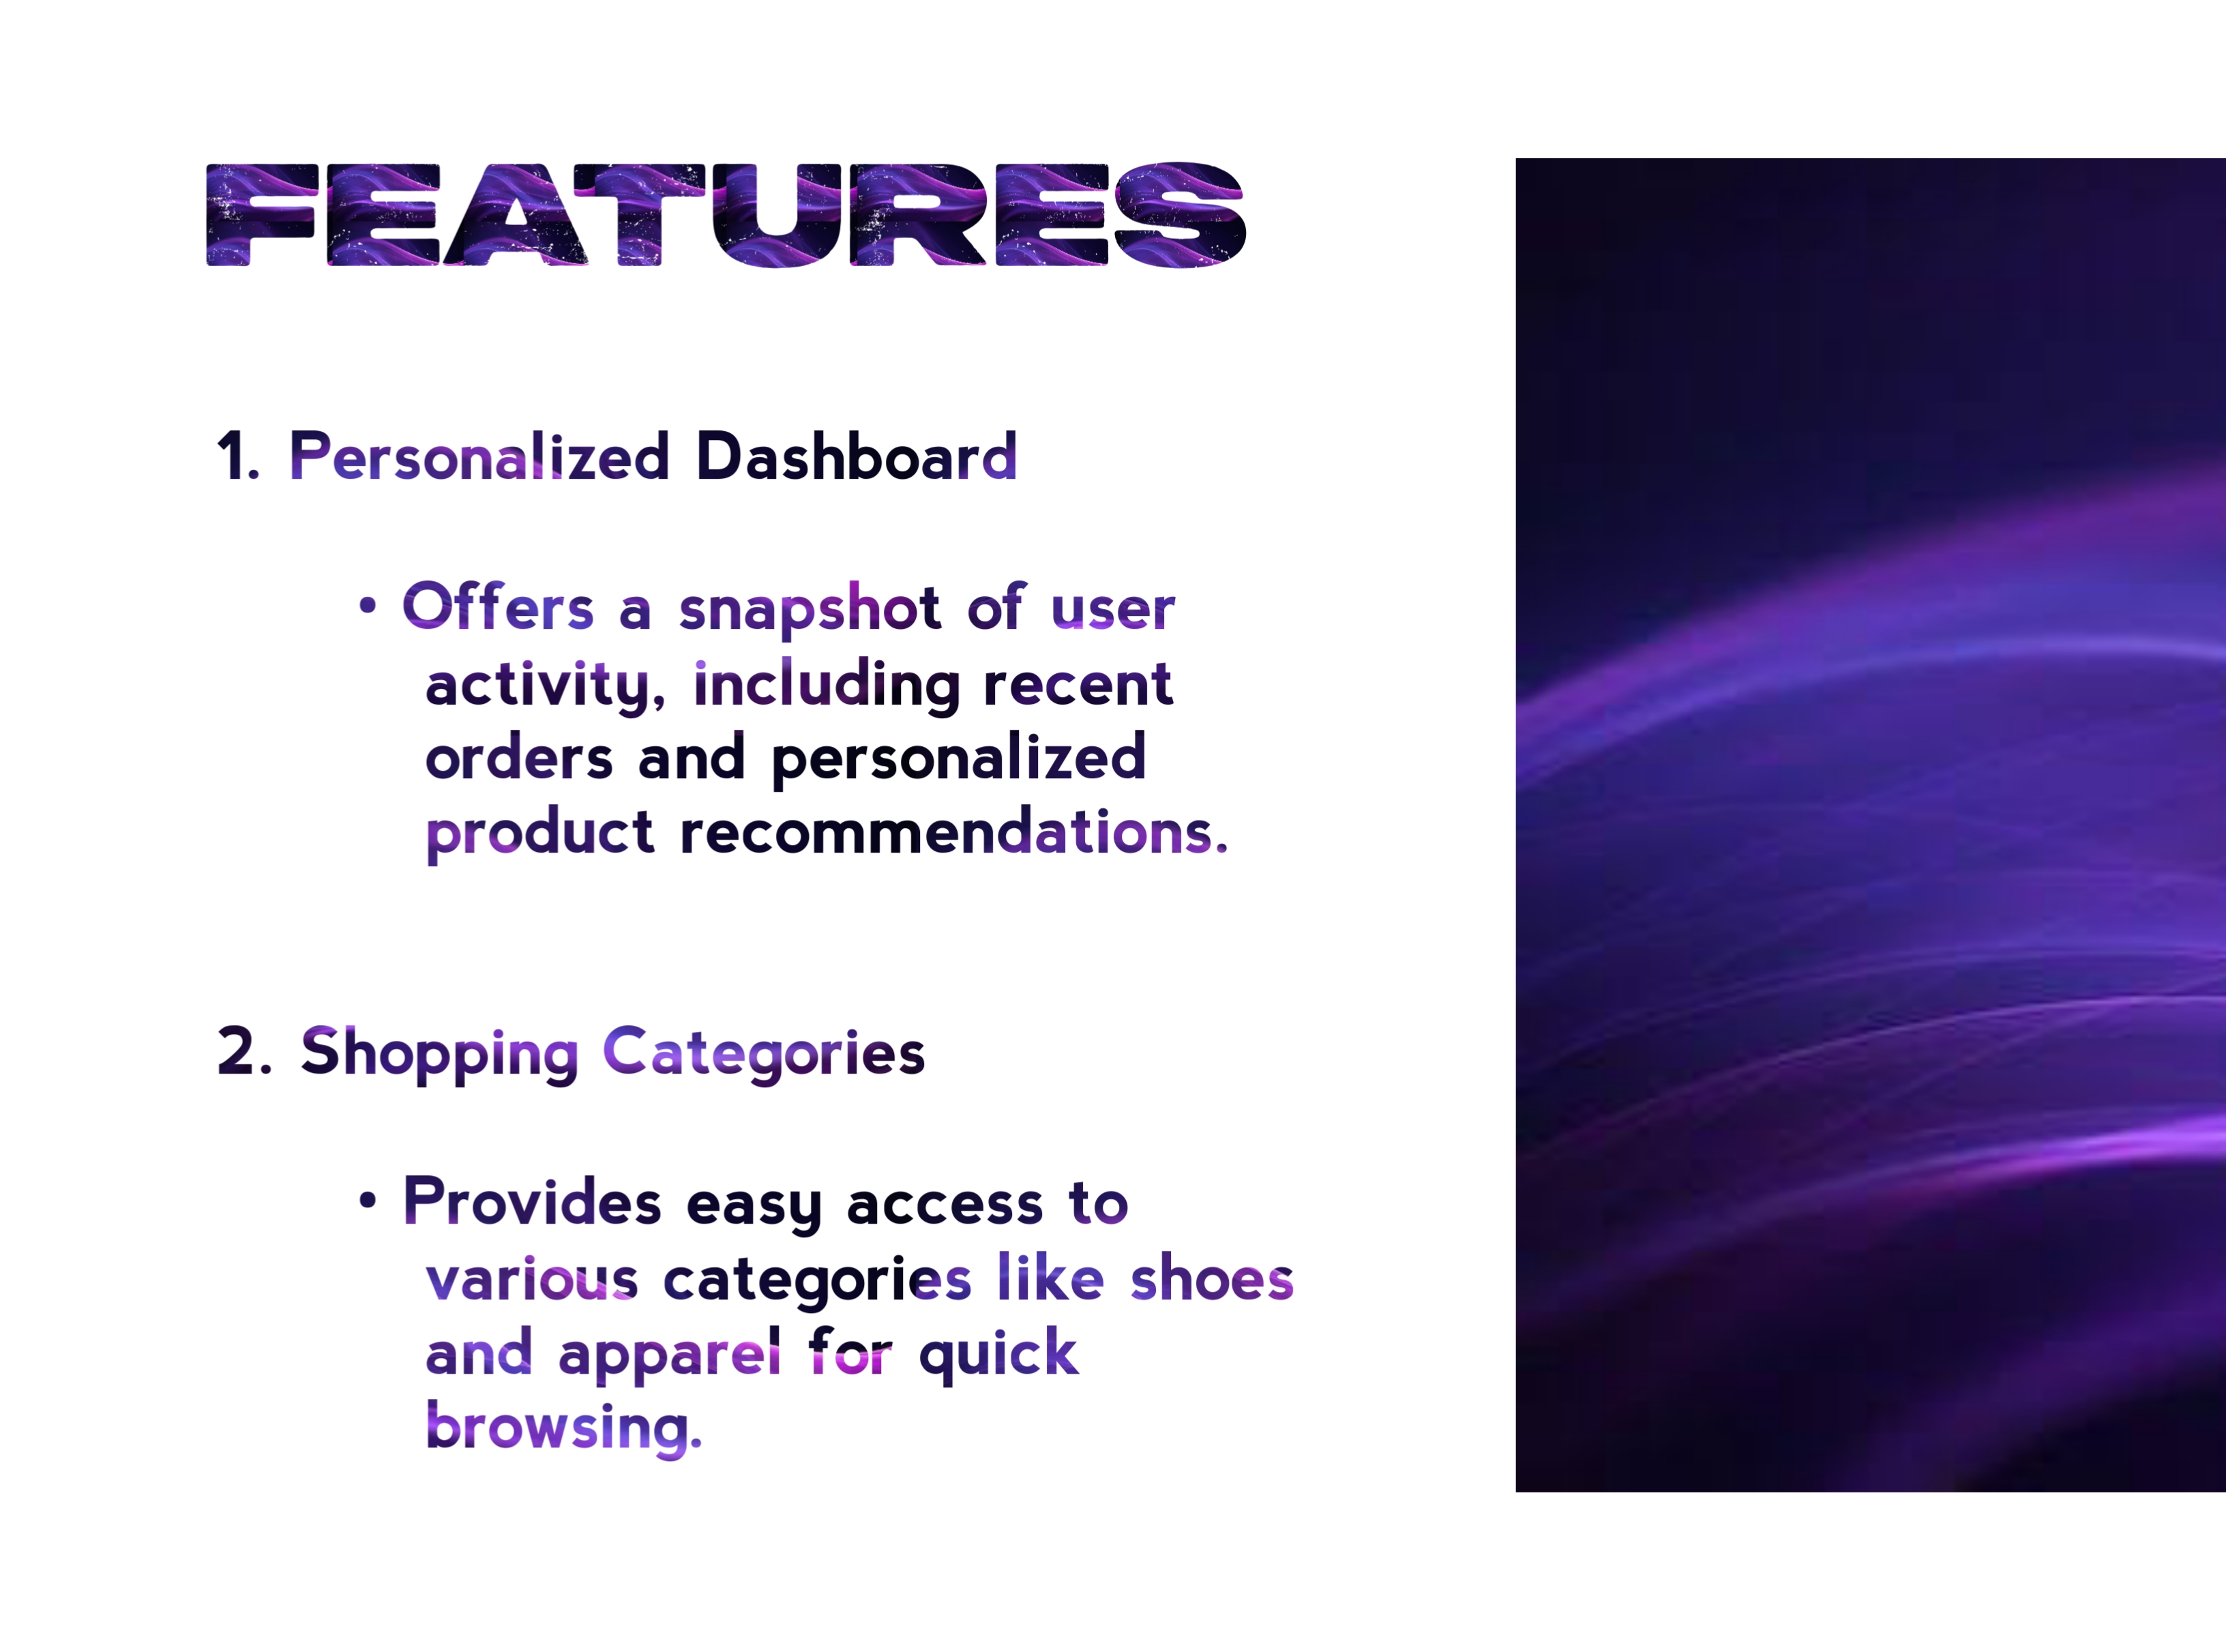 FEATURES
1. Personalized Dashboard
• Offers a snapshot of user
activity, including recent
orders and personalized
product recommendations.
2. Shopping Categories
• Provides easy access to
various categories like shoes
and apparel for quick
browsing.